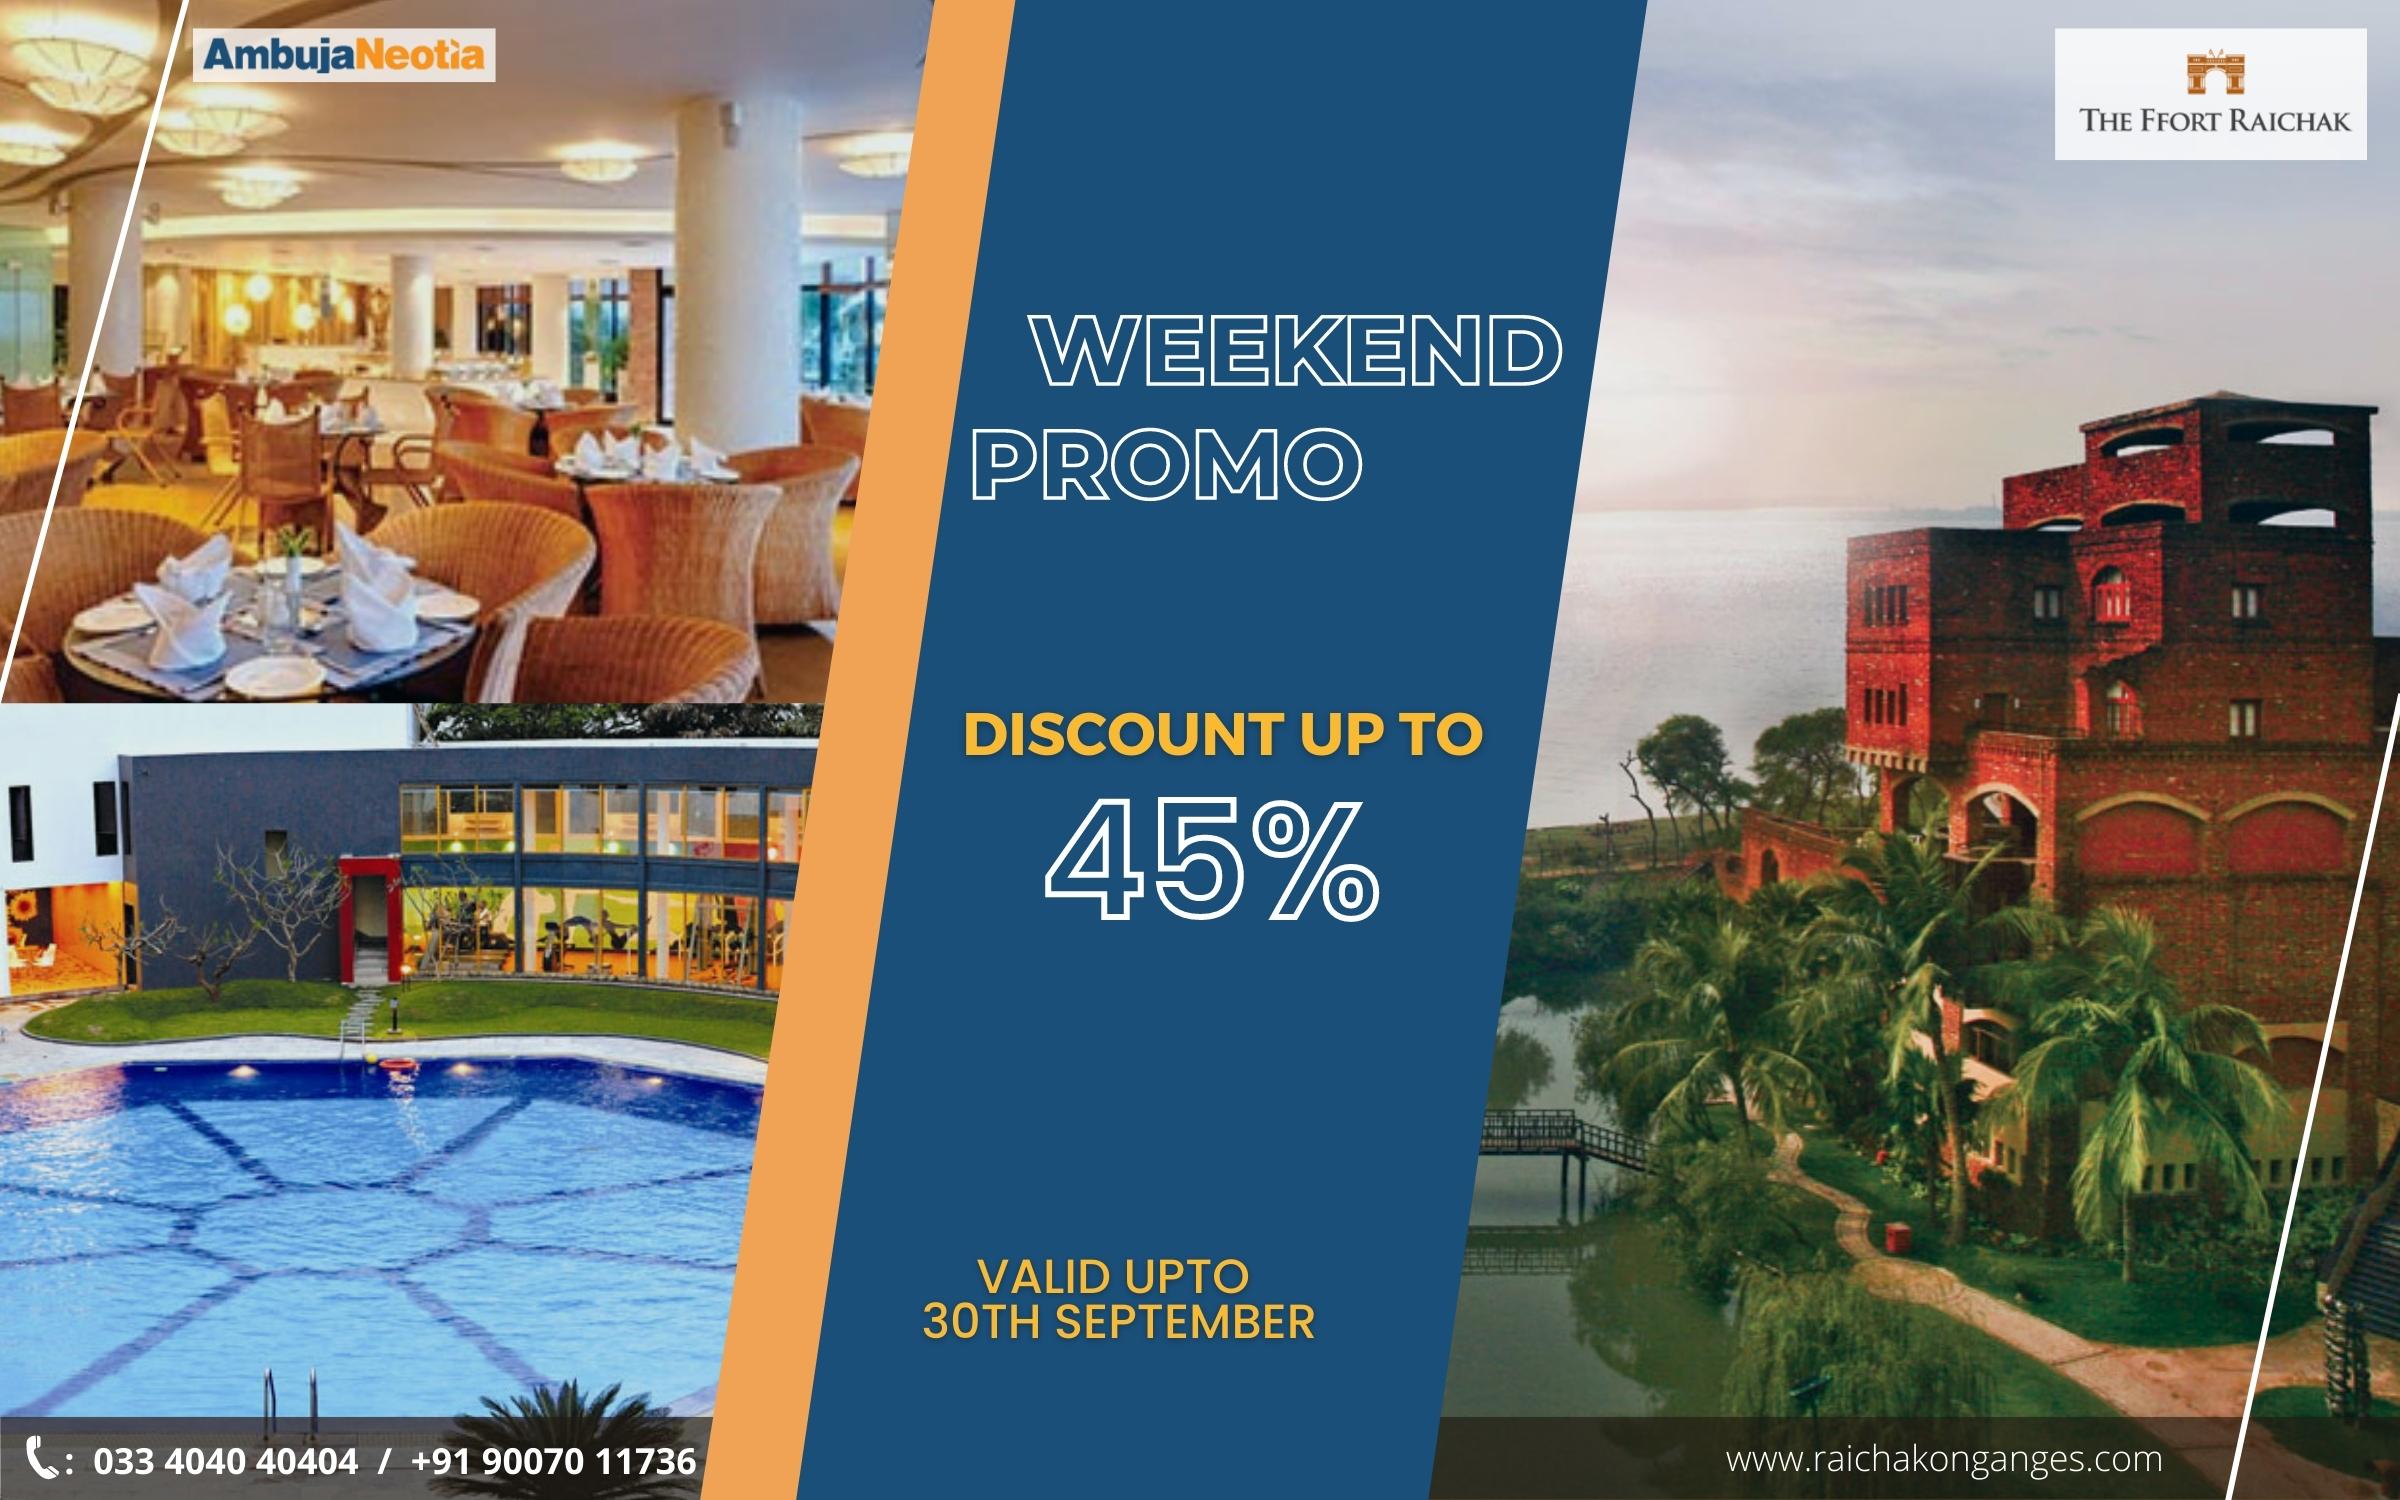 AmbujaNeotia
THE FFORT RAICHAK
WEEKEND
PROMO
DISCOUNT UP TO
45%
VALID UPTO
30TH SEPTEMBER
: 033 4040 40404 / +91 90070 11736
www.raichakonganges.com